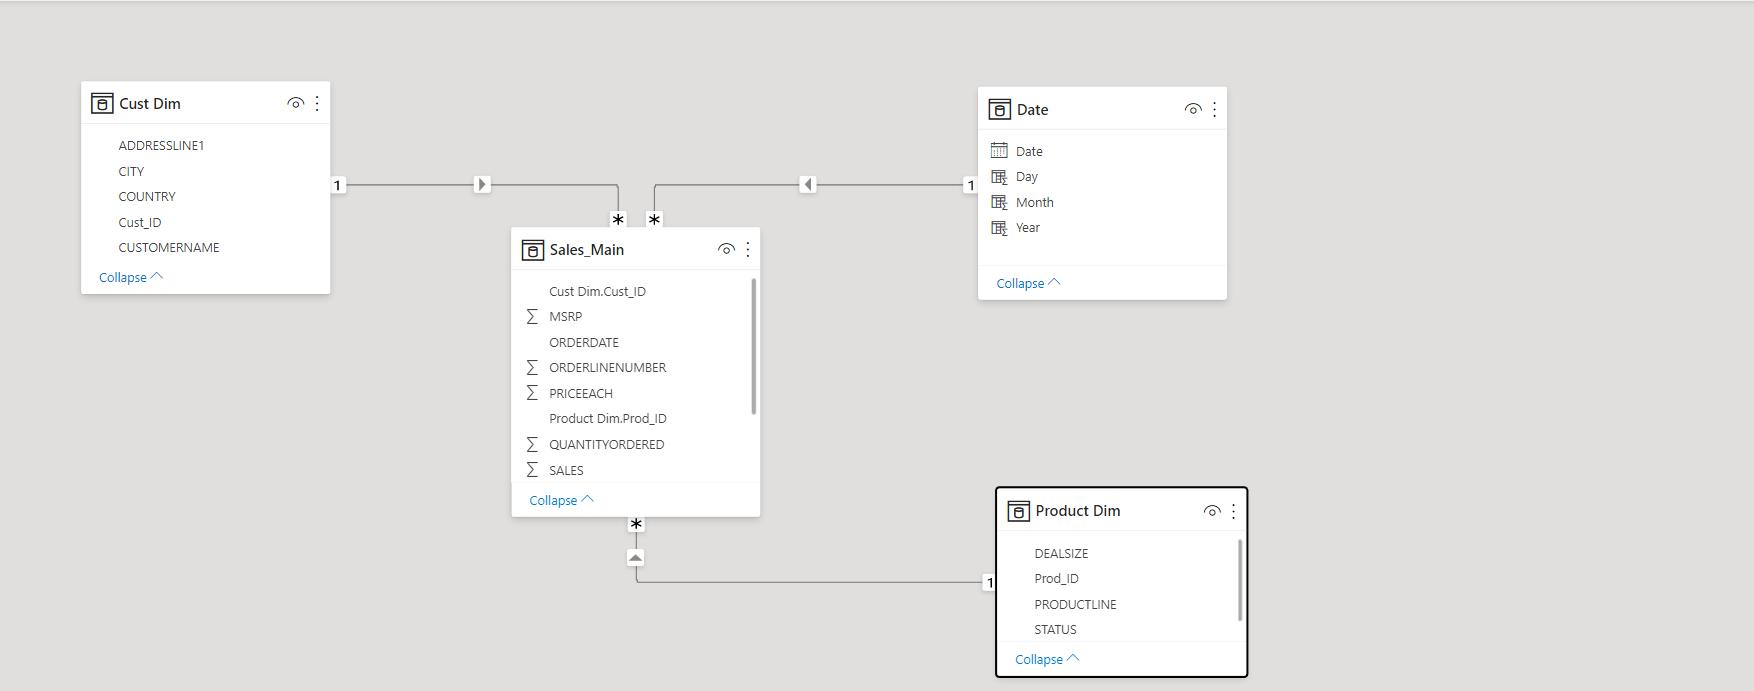 Cust Dim
ADDRESSLINE1
CITY
COUNTRY
Cust_ID
CUSTOMERNAME
Collapse
1
*
Date
Date
Day
Month
Year
Collapse
1
*
Sales_Main
Cust Dim.Cust_ID
MSRP
ORDERDATE
ORDERLINENUMBER
PRICEEACH
Product Dim.Prod_ID
QUANTITYORDERED
SALES
Collapse
*
1
Product Dim
DEALSIZE
Prod_ID
PRODUCTLINE
STATUS
Collapse